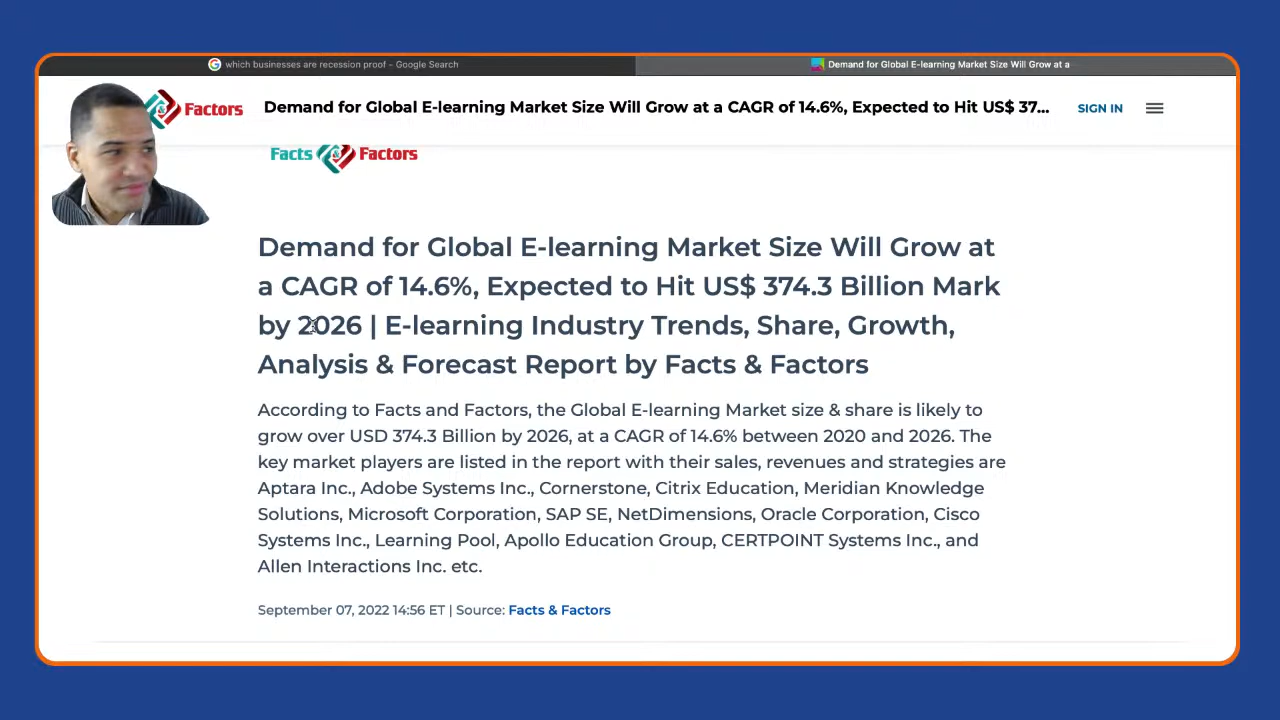 which businesses are recession proof – Google Search
Demand for Global E-learning Market Size Will Grow at a
& Factors
Demand for Global E-learning Market Size Will Grow at a CAGR of 14.6%, Expected to Hit US$ 37...
SIGN IN
Facts & Factors
Demand for Global E-learning Market Size Will Grow at
a CAGR of 14.6%, Expected to Hit US$ 374.3 Billion Mark
by 2026 | E-learning Industry Trends, Share, Growth,
Analysis & Forecast Report by Facts & Factors
According to Facts and Factors, the Global E-learning Market size & share is likely to
grow over USD 374.3 Billion by 2026, at a CAGR of 14.6% between 2020 and 2026. The
key market players are listed in the report with their sales, revenues and strategies are
Aptara Inc., Adobe Systems Inc., Cornerstone, Citrix Education, Meridian Knowledge
Solutions, Microsoft Corporation, SAP SE, NetDimensions, Oracle Corporation, Cisco
Systems Inc., Learning Pool, Apollo Education Group, CERTPOINT Systems Inc., and
Allen Interactions Inc. etc.
September 07, 2022 14:56 ET | Source: Facts & Factors